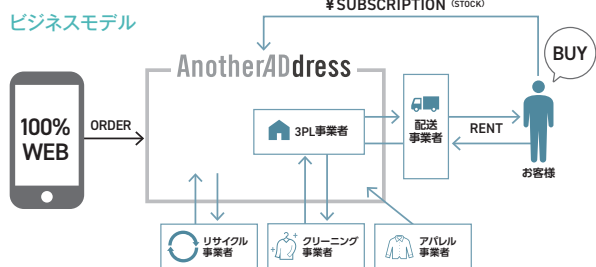 ¥SUBSCRIPTION (STOCK)
ビジネスモデル
AnotherADdress
BUY
100%
WEB
ORDER
3PL事業者
配送
事業者
RENT
お客様
リサイクル
事業者
クリーニング
事業者
アパレル
事業者